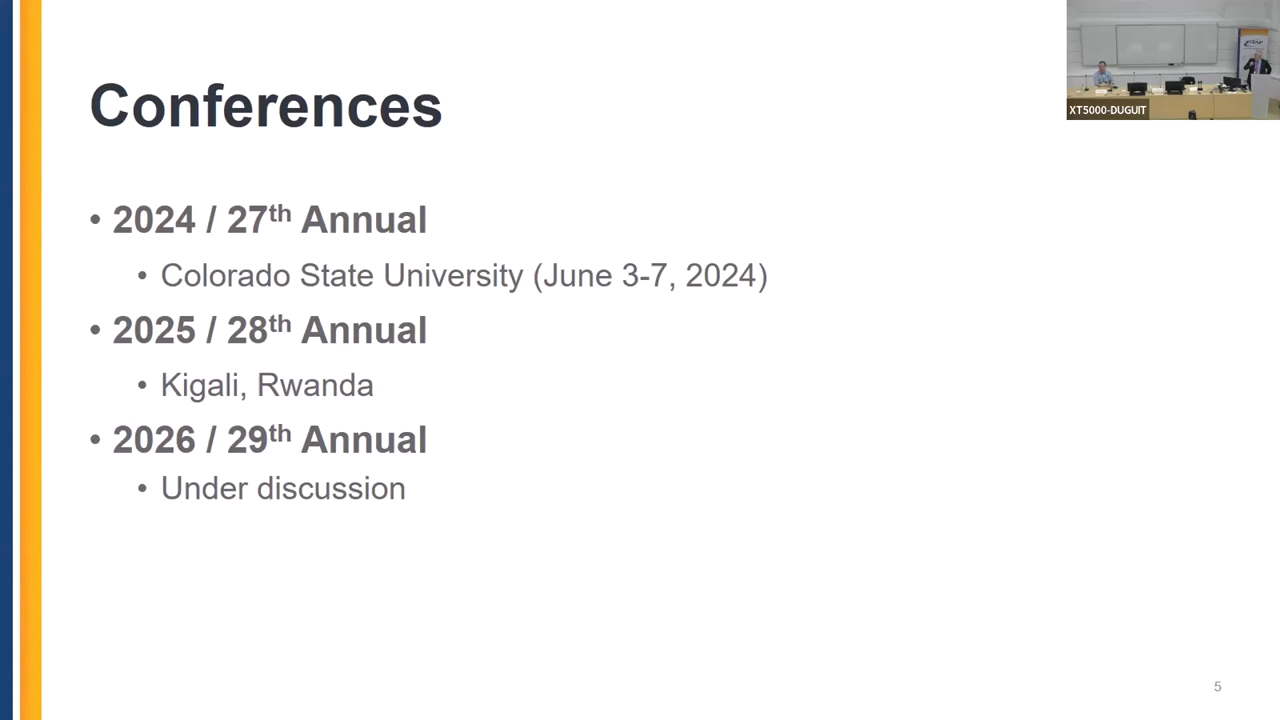 XT5000-DUGUIT
Conferences
• 2024 / 27th Annual
• Colorado State University (June 3-7, 2024)
• 2025 / 28th Annual
• Kigali, Rwanda
• 2026 / 29th Annual
• Under discussion
5